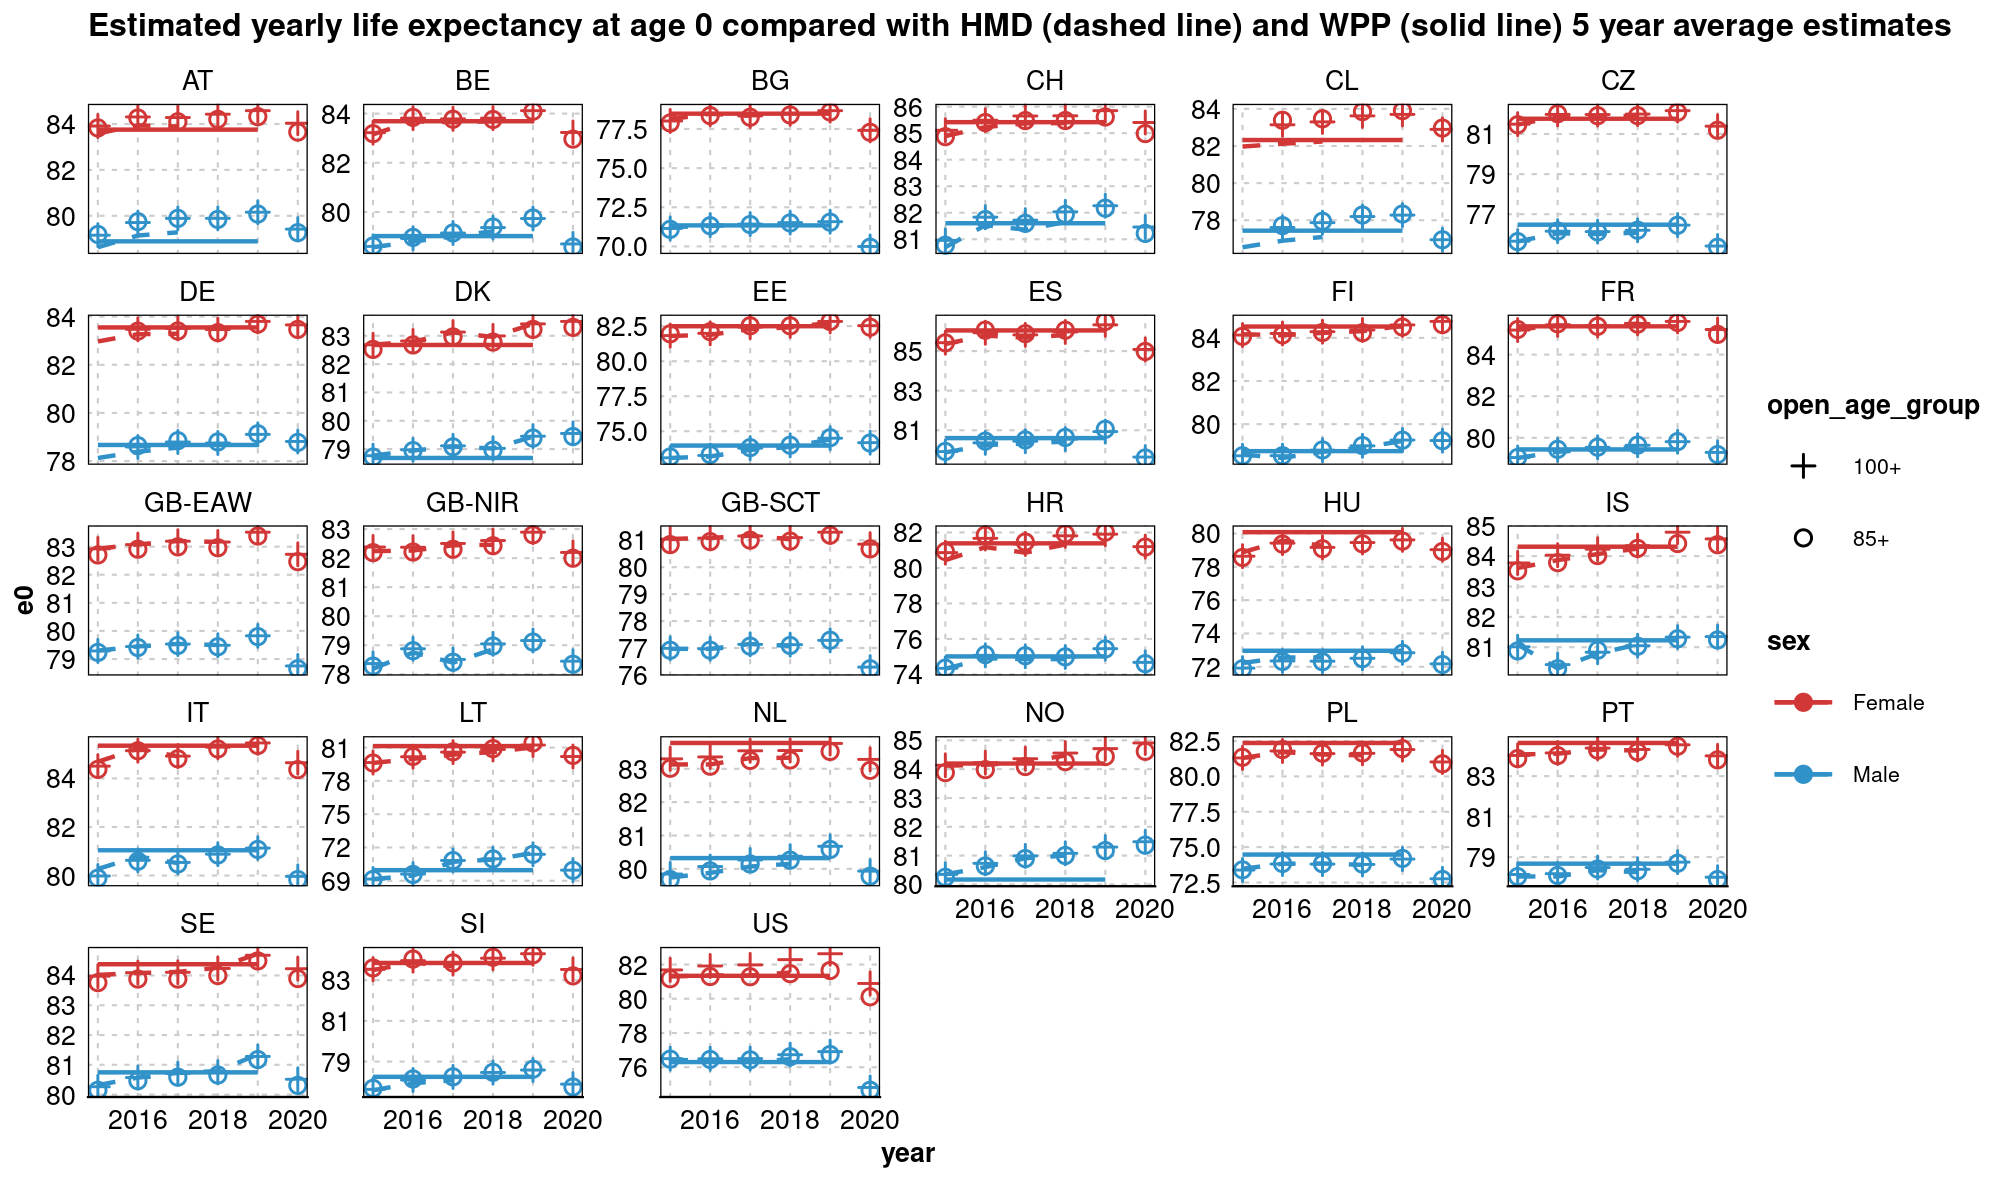 Estimated yearly life expectancy at age 0 compared with HMD (dashed line) and WPP (solid line) 5 year average estimates
AT BE BG CH CL CZ
84 82 80
84 82 80
77.5 75.0 72.5 70.0
86 85 84 83 82 81
84 82 80 78
81 79 77
DE DK EE ES FI FR
84 82 80 78
83 82 81 80 79
82.5 80.0 77.5 75.0
85 83 81
84 82 80
84 82 80
GB-EAW GB-NIR GB-SCT HR HU IS
83 82 81 80 79
83 82 81 80 79 78
81 80 79 78 77 76
82 80 78 76 74
80 78 76 74 72
85 84 83 82 81
IT LT NL NO PL PT
84 82 80
81 78 75 72 69
83 82 81 80
85 84 83 82 81 80
82.5 80.0 77.5 75.0 72.5
83 81 79
2016 2018 2020 2016 2018 2020 2016 2018 2020
SE SI US
84 83 82 81 80
83 81 79
82 80 78 76
2016 2018 2020 2016 2018 2020 2016 2018 2020
year
e0
open_age_group
100+
85+
sex
Female
Male